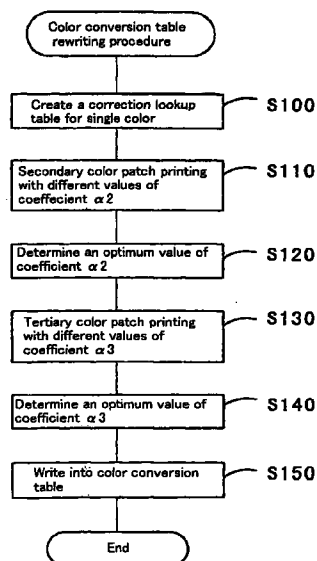 Color conversion table
rewriting procedure
Create a correction lookup
table for single color
S100
Secondary color patch printing
with different values of
coeffecient α2
S110
Determine an optimum value of
coefficient α2
S120
Tertiary color patch printing
with different values of
coefficient α3
S130
Determine an optimum value of
coefficient α3
S140
Write into color conversion
table
S150
End